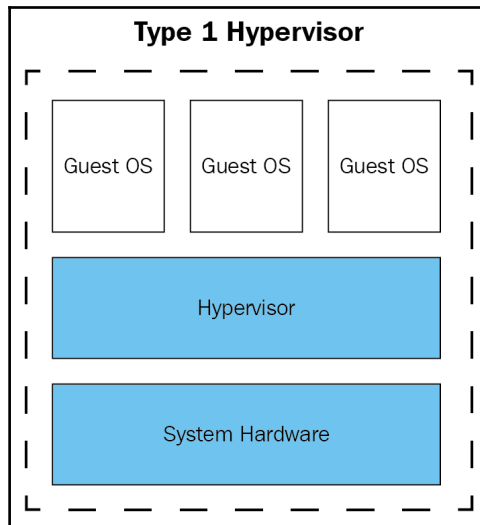 Type 1 Hypervisor
Guest OS Guest OS Guest OS
Hypervisor
System Hardware